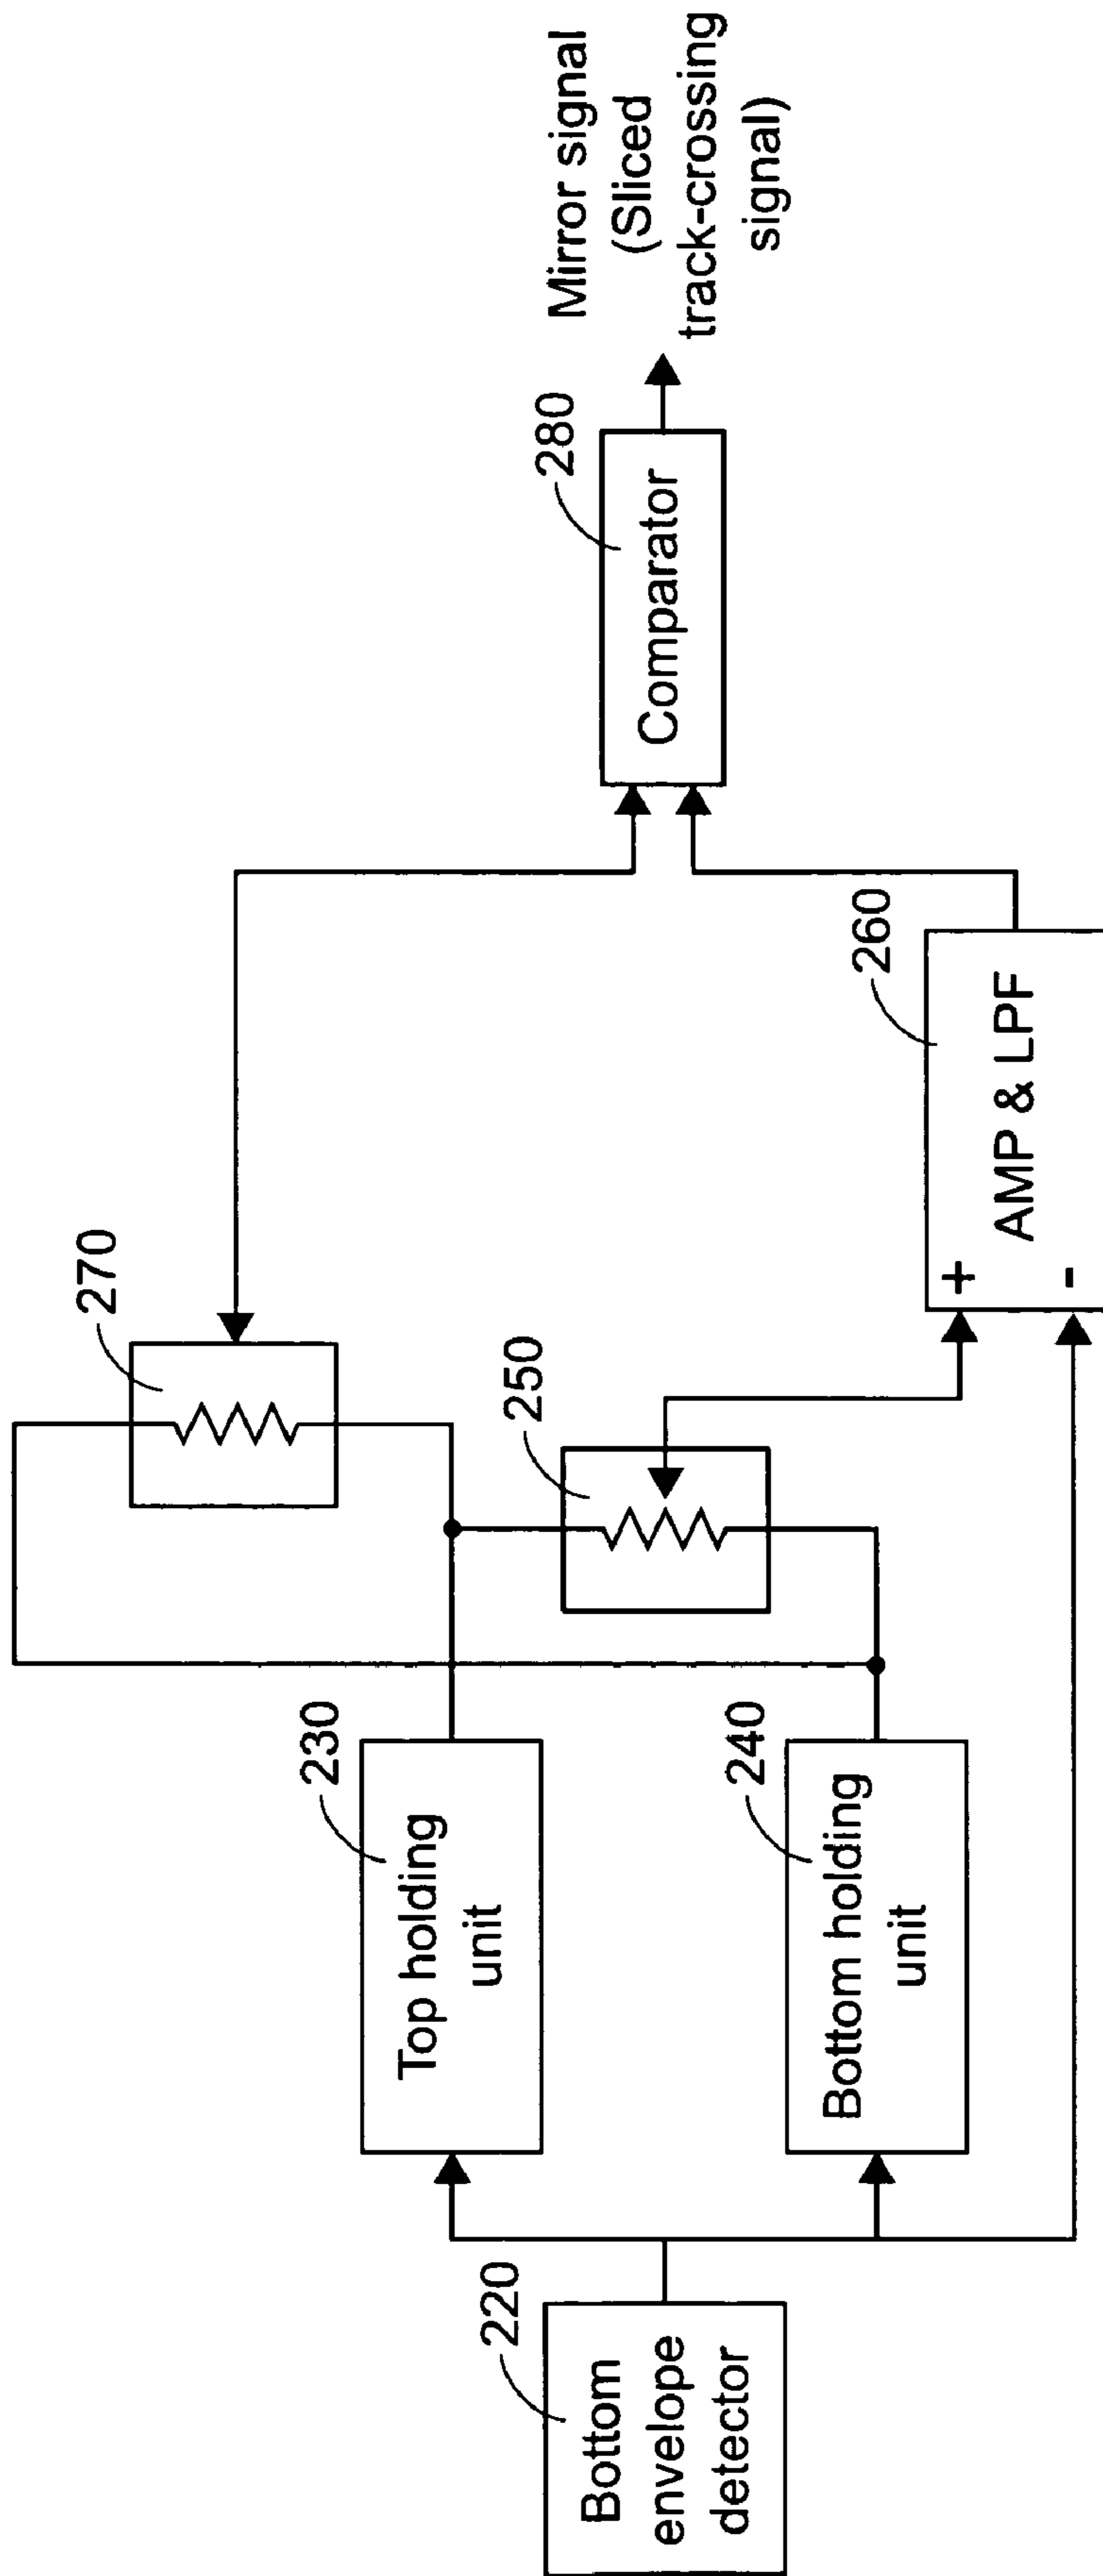 220
Bottom
envelope
detector
230
Top holding
unit
240
Bottom holding
unit
270
250
260
+
-
AMP & LPF
280
Comparator
Mirror signal
(Sliced
track-crossing
signal)